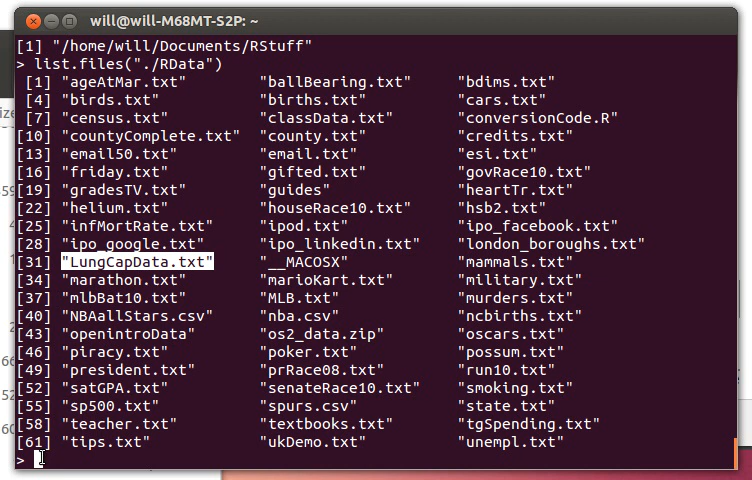 will@will-M68MT-S2P: ~
[1] "/home/will/Documents/RStuff"
> list.files("./RData")
[1] "ageAtMar.txt" "ballBearing.txt" "bdims.txt"
[4] "birds.txt" "births.txt" "cars.txt"
[7] "census.txt" "classData.txt" "conversionCode.R"
[10] "countyComplete.txt" "county.txt" "credits.txt"
[13] "email50.txt" "email.txt" "esi.txt"
[16] "friday.txt" "gifted.txt" "govRace10.txt"
[19] "gradesTV.txt" "guides" "heartTr.txt"
[22] "helium.txt" "houseRace10.txt" "hsb2.txt"
[25] "infMortRate.txt" "ipod.txt" "ipo_facebook.txt"
[28] "ipo_google.txt" "ipo_linkedin.txt" "london_boroughs.txt"
[31] "LungCapData.txt" "__MACOSX" "mammals.txt"
[34] "marathon.txt" "marioKart.txt" "military.txt"
[37] "mlbBat10.txt" "MLB.txt" "murders.txt"
[40] "NBAallStars.csv" "nba.csv" "ncbirths.txt"
[43] "openintroData" "os2_data.zip" "oscars.txt"
[46] "piracy.txt" "poker.txt" "possum.txt"
[49] "president.txt" "prRace08.txt" "run10.txt"
[52] "satGPA.txt" "senateRace10.txt" "smoking.txt"
[55] "sp500.txt" "spurs.csv" "state.txt"
[58] "teacher.txt" "textbooks.txt" "tgSpending.txt"
[61] "tips.txt" "ukDemo.txt" "unempl.txt"
>